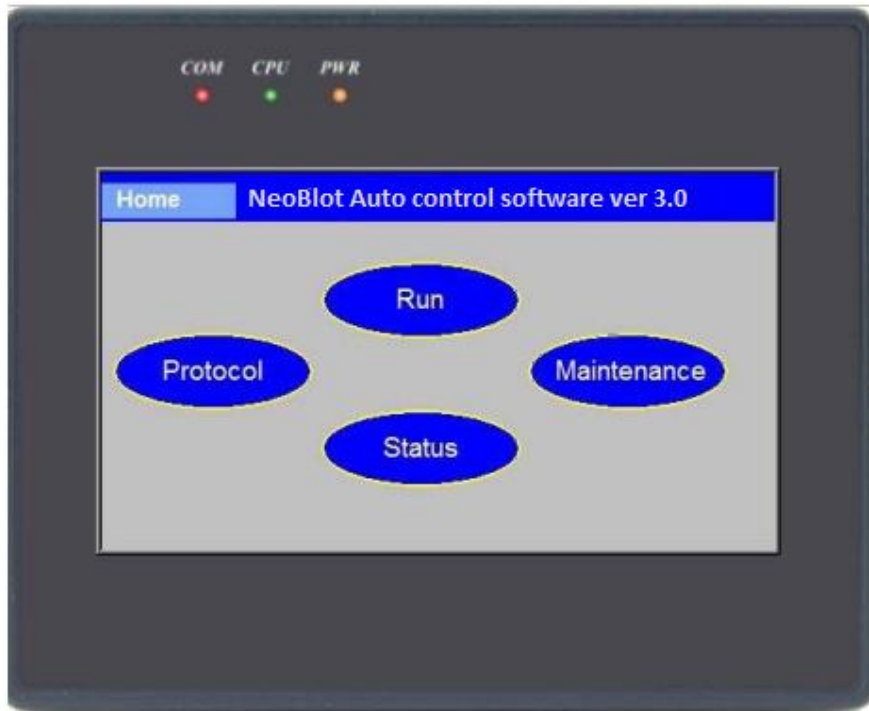 COM CPU PWR
Home NeoBlot Auto control software ver 3.0
Run
Protocol Maintenance
Status